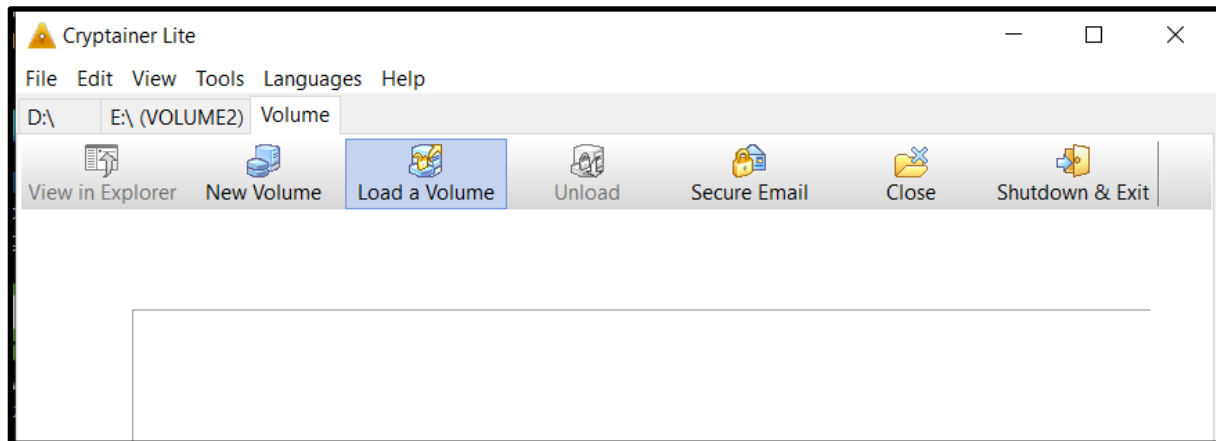 Cryptainer Lite
File Edit View Tools Languages Help
D:\ E:\ (VOLUME2) Volume
View in Explorer New Volume Load a Volume Unload Secure Email Close Shutdown & Exit